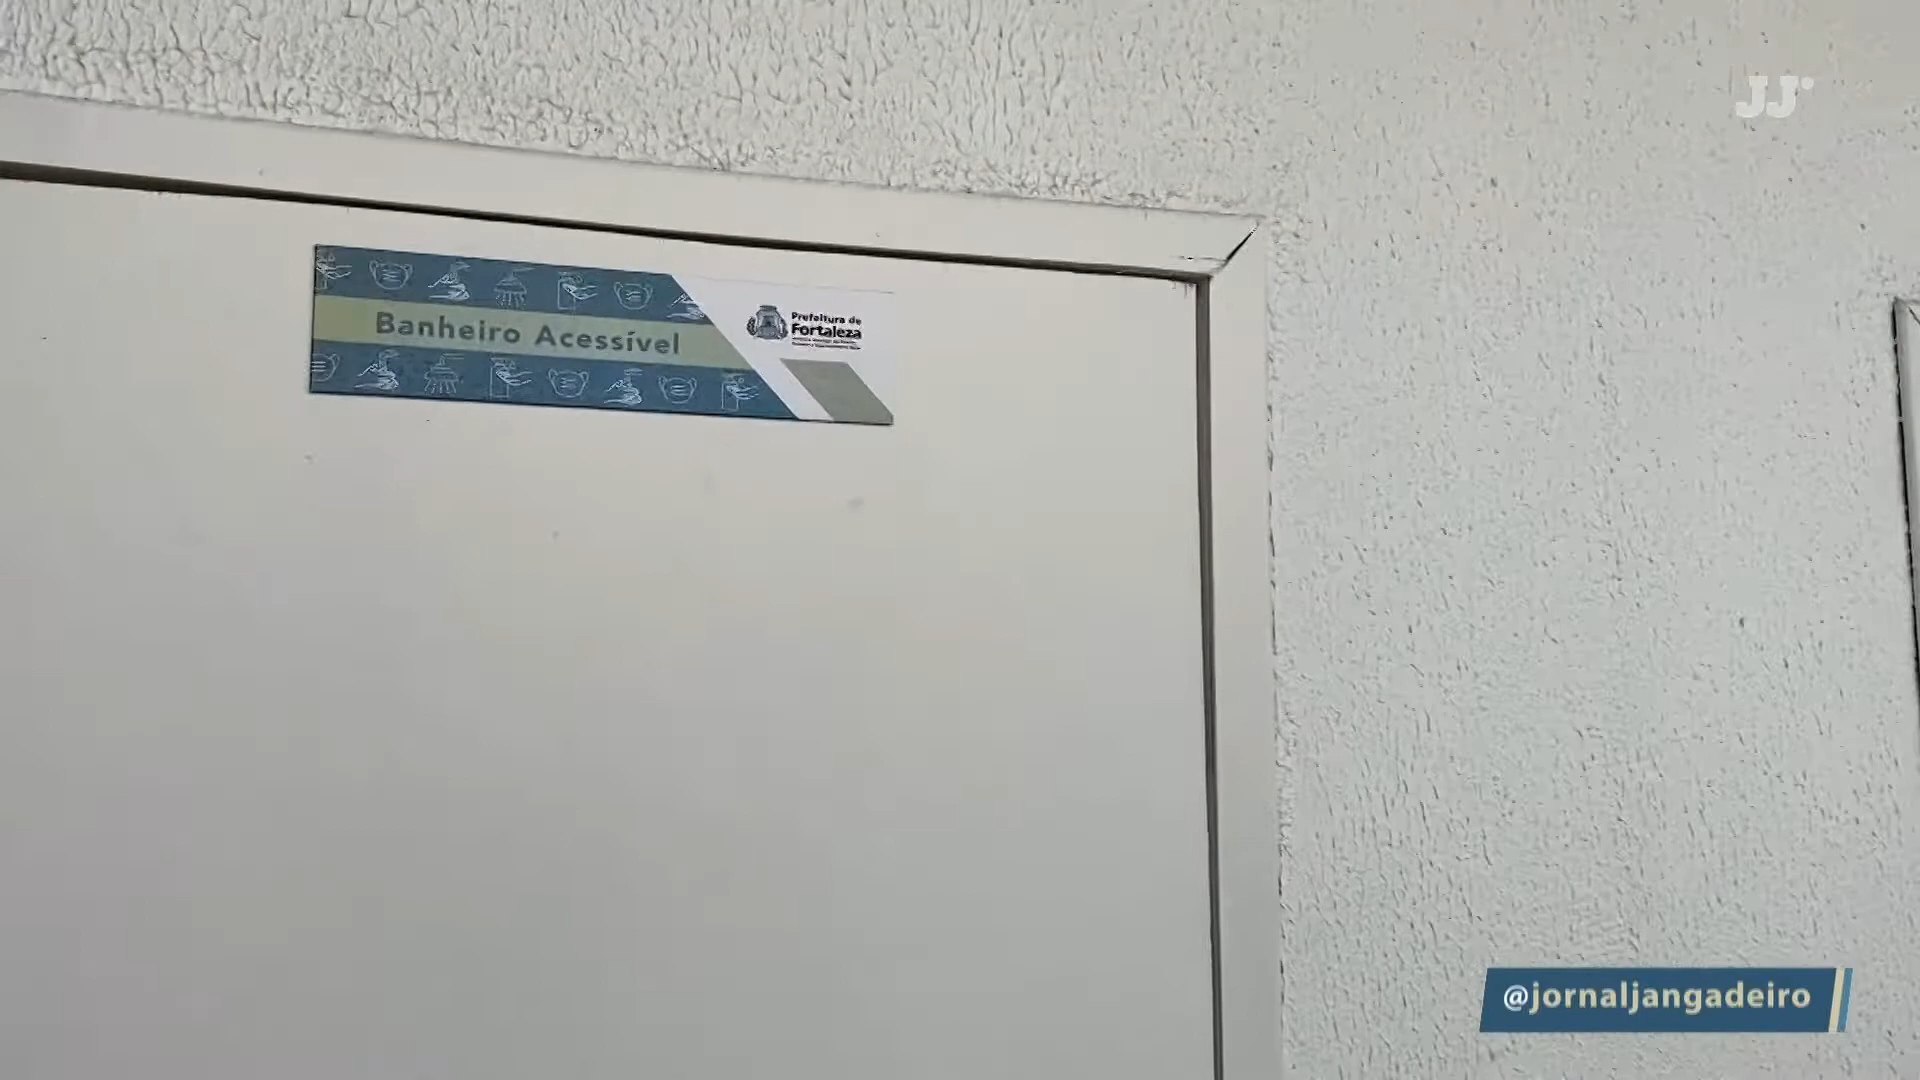 JJ
Banheiro Acessível
Prefeitura de
Fortaleza
@jornaljangadeiro